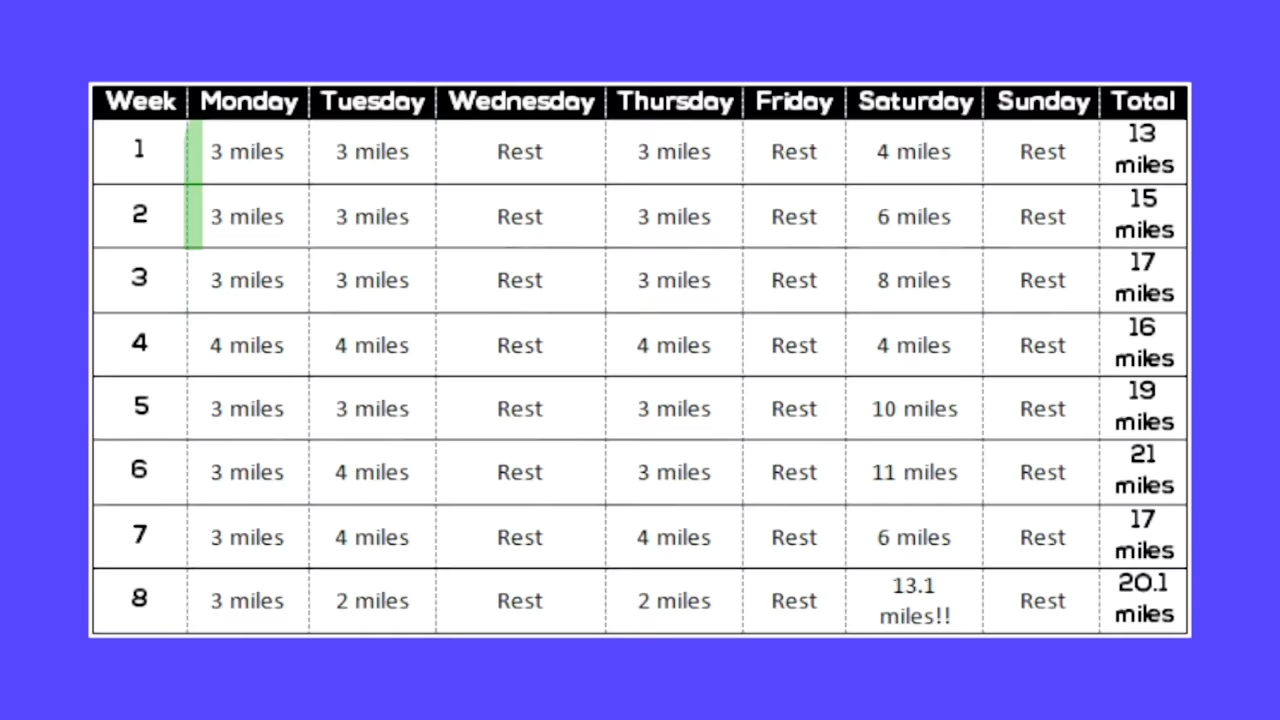 Week Monday Tuesday Wednesday Thursday Friday Saturday Sunday Total
1 3 miles 3 miles Rest 3 miles Rest 4 miles Rest 13 miles
2 3 miles 3 miles Rest 3 miles Rest 6 miles Rest 15 miles
3 3 miles 3 miles Rest 3 miles Rest 8 miles Rest 17 miles
4 4 miles 4 miles Rest 4 miles Rest 4 miles Rest 16 miles
5 3 miles 3 miles Rest 3 miles Rest 10 miles Rest 19 miles
6 3 miles 4 miles Rest 3 miles Rest 11 miles Rest 21 miles
7 3 miles 4 miles Rest 4 miles Rest 6 miles Rest 17 miles
8 3 miles 2 miles Rest 2 miles Rest 13.1 miles!! Rest 20.1 miles